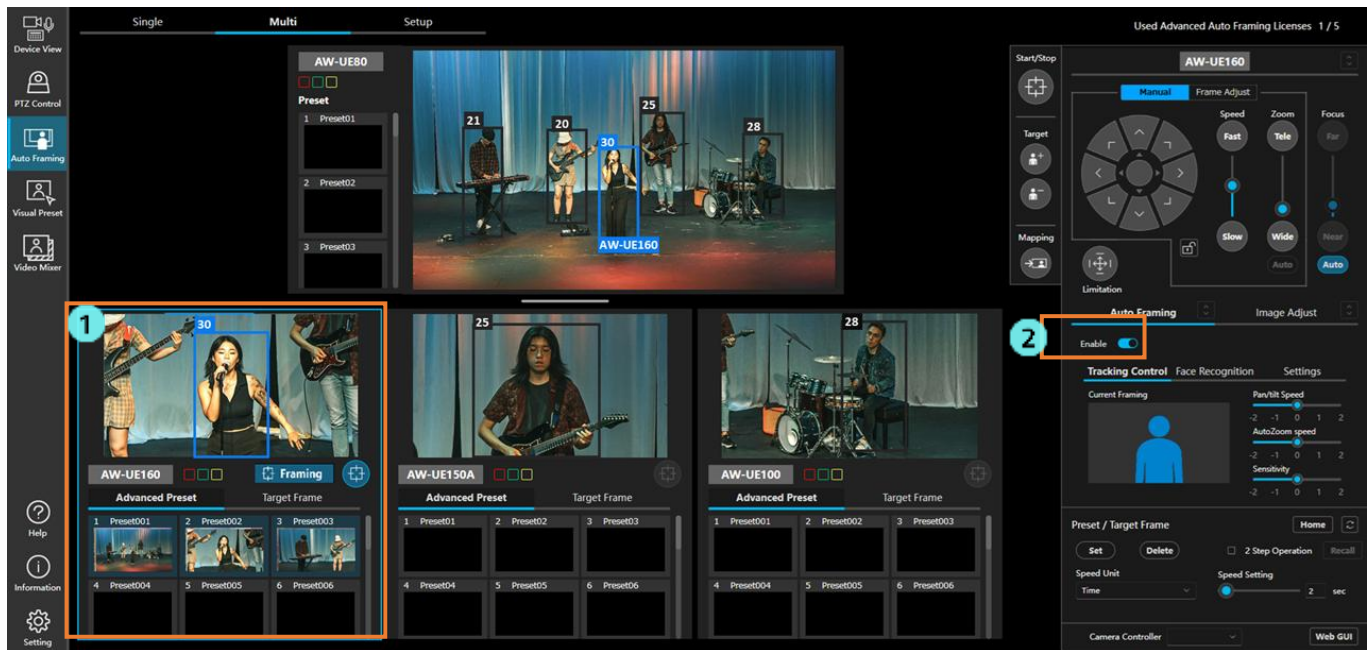 Device View
PTZ Control
Auto Framing
Visual Preset
Video Mixer
Help
Information
Setting
Single Multi Setup
Used Advanced Auto Framing Licenses 1 / 5
AW-UE80
Preset
1 Preset01
2 Preset02
3 Preset03
21
20
30
25
28
AW-UE160
Start/Stop
Target
Mapping
AW-UE160
Manual Frame Adjust
Speed Zoom Focus
Fast Tele Far
Slow Wide Near
Auto Auto
Limitation
1
30
AW-UE160 Framing
Advanced Preset Target Frame
1 Preset001 2 Preset002 3 Preset003
4 Preset004 5 Preset005 6 Preset006
25
AW-UE150A
Advanced Preset Target Frame
1 Preset01 2 Preset02 3 Preset03
4 Preset04 5 Preset05 6 Preset06
28
AW-UE100
Advanced Preset Target Frame
1 Preset001 2 Preset002 3 Preset003
4 Preset004 5 Preset005 6 Preset006
Auto Framing Image Adjust
2
Enable
Tracking Control Face Recognition Settings
Current Framing
Pan/tilt Speed
-2 -1 0 1 2
AutoZoom speed
-2 -1 0 1 2
Sensitivity
-2 -1 0 1 2
Preset / Target Frame Home
Set Delete 2 Step Operation Recall
Speed Unit Speed Setting
Time 2 sec
Camera Controller Web GUI